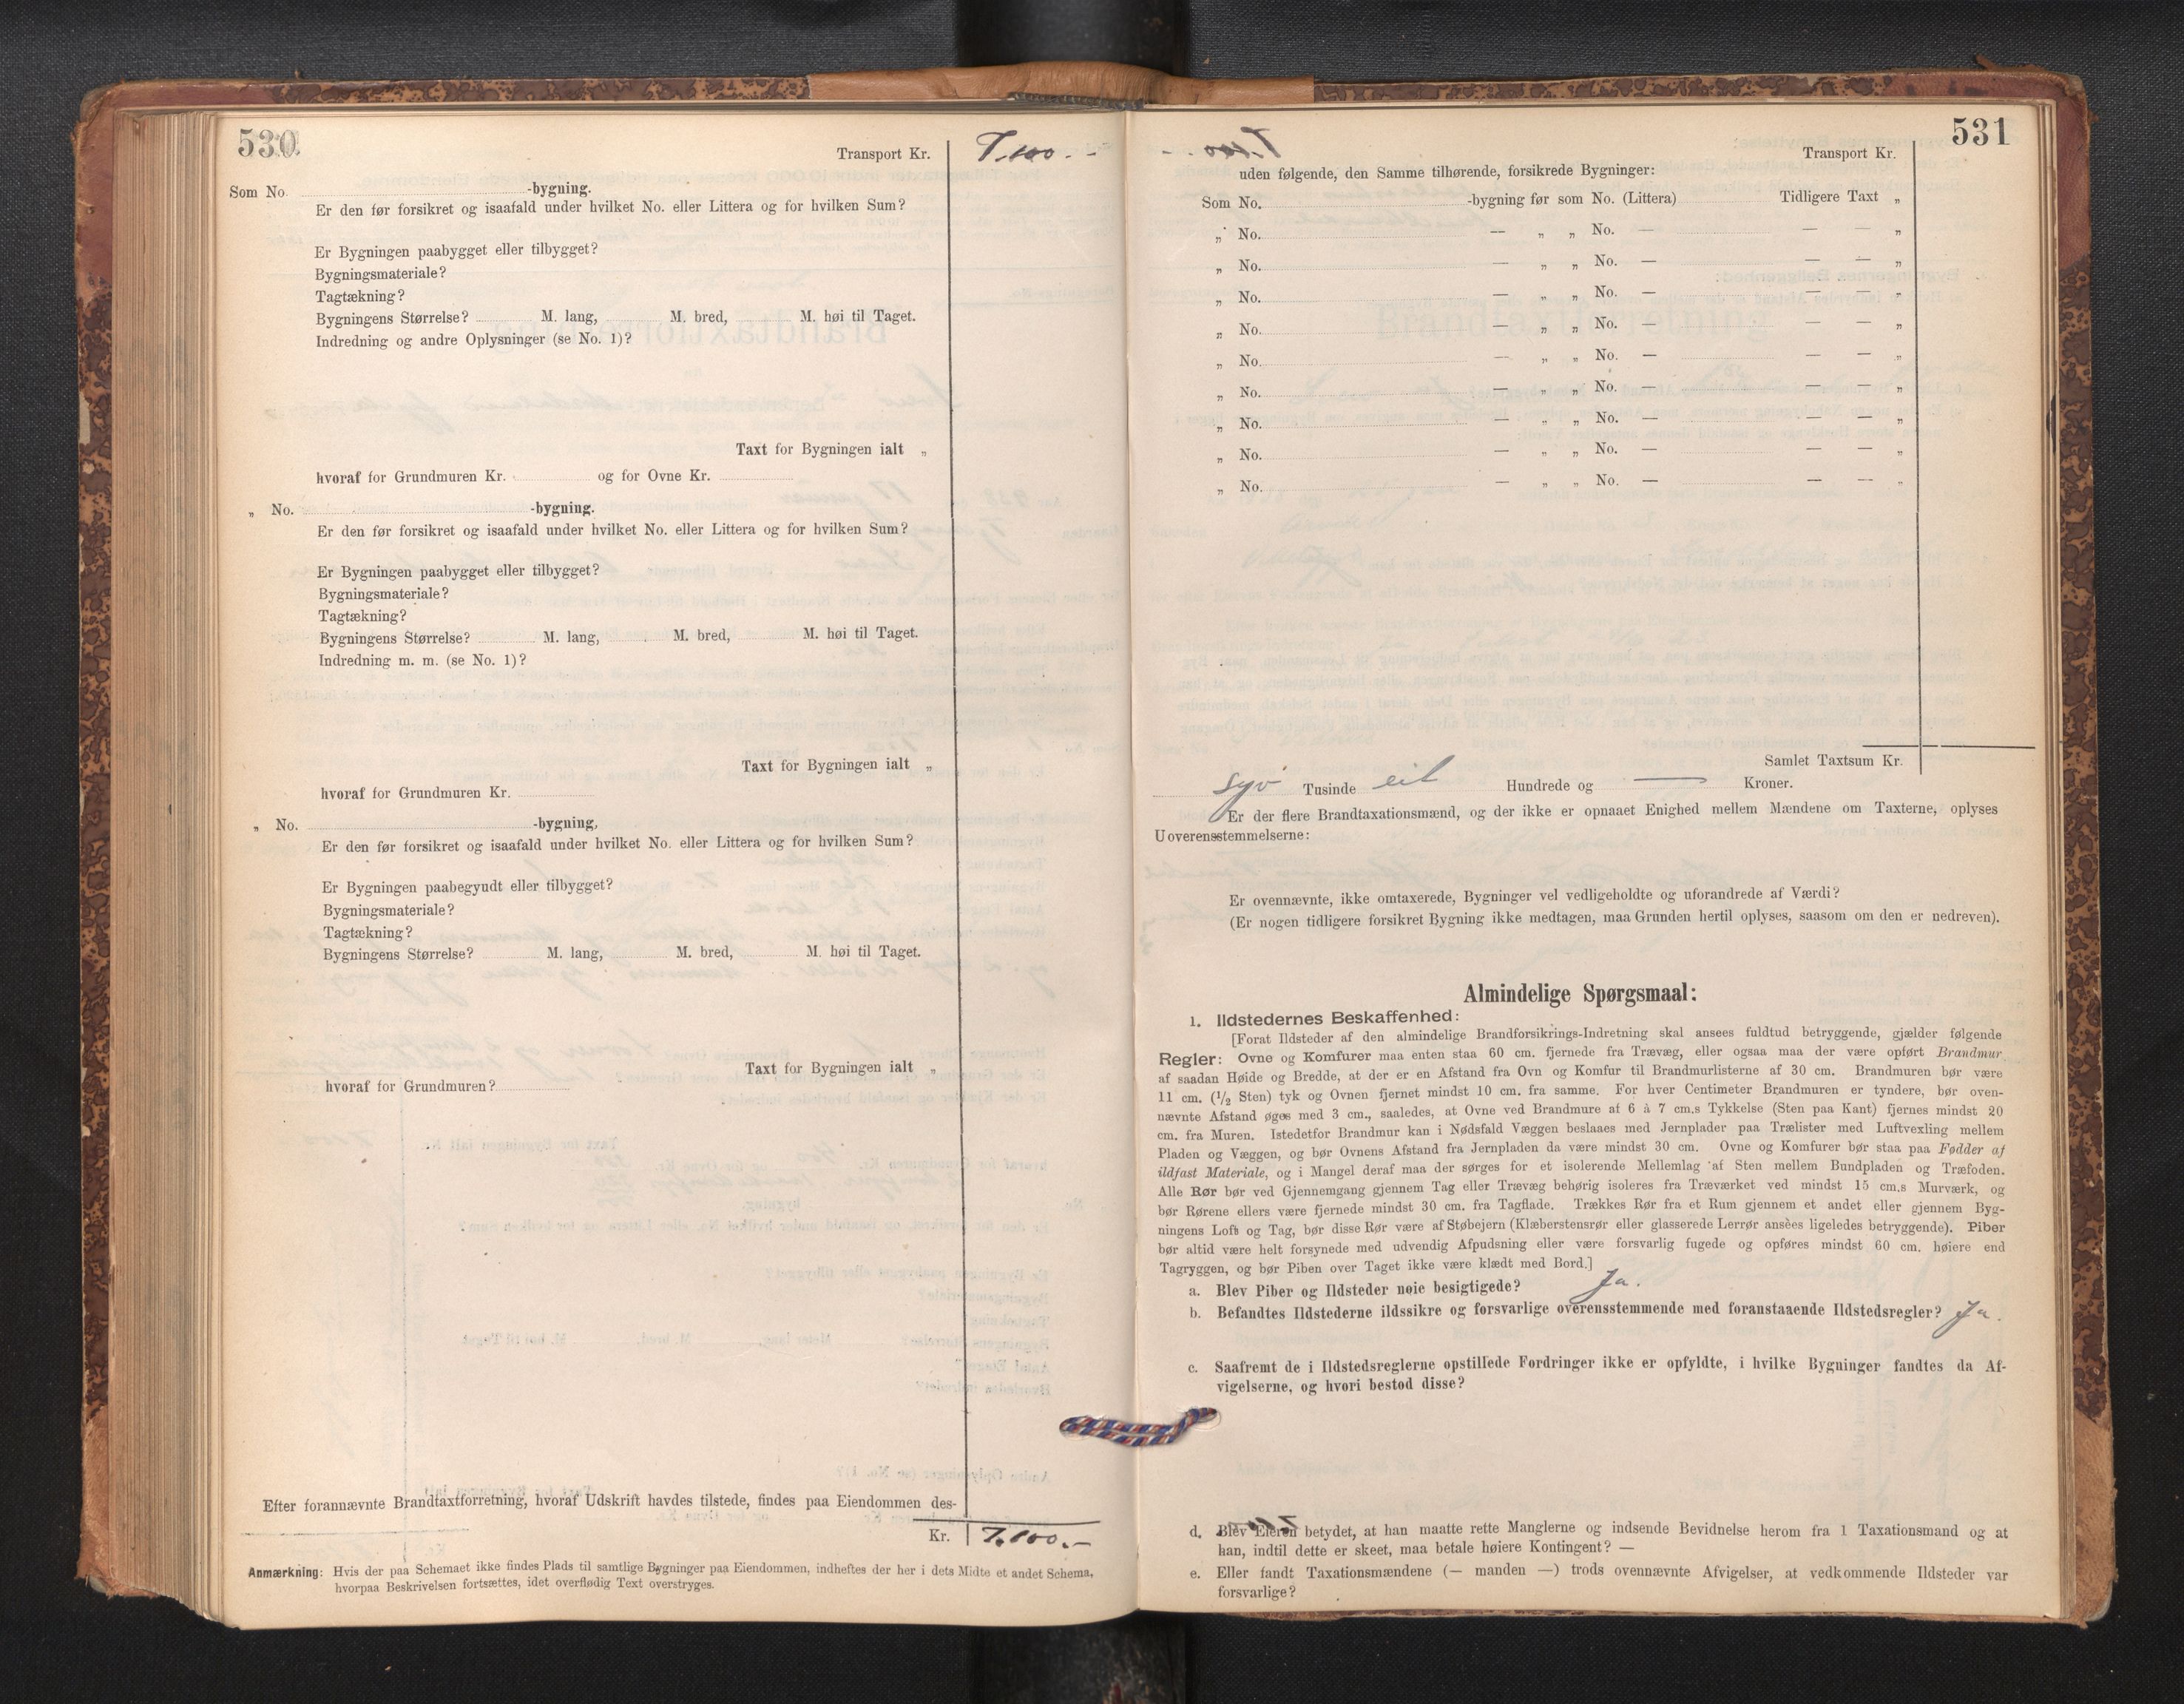 530
Transport Kr. 7.100.-
Som No. -bygning.
Er den før forsikret og isaafald under hvilket No. eller Littera og for hvilken Sum?
Er Bygningen paabygget eller tilbygget?
Bygningsmateriale?
Tagtækning?
Bygningens Størrelse? M. lang, M. bred, M. høi til Taget.
Indredning og andre Oplysninger (se No. 1)?
Taxt for Bygningen ialt „
hvoraf for Grundmuren Kr. og for Ovne Kr.
„ No. -bygning.
Er den før forsikret og isaafald under hvilket No. eller Littera og for hvilken Sum?
Er Bygningen paabygget eller tilbygget?
Bygningsmateriale?
Tagtækning?
Bygningens Størrelse? M. lang, M. bred, M. høi til Taget.
Indredning m. m. (se No. 1)?
Taxt for Bygningen ialt „
hvoraf for Grundmuren Kr.
„ No. -bygning,
Er den før forsikret og isaafald under hvilket No. eller Littera og for hvilken Sum?
Er Bygningen paabegyudt eller tilbygget?
Bygningsmateriale?
Tagtækning?
Bygningens Størrelse? M. lang, M. bred, M. høi til Taget.
Taxt for Bygningen ialt „
hvoraf for Grundmuren?
Efter forannævnte Brandtaxtforretning, hvoraf Udskrift havdes tilstede, findes paa Eiendommen des-
Kr. 7.100.-
Anmærkning: Hvis der paa Schemaet ikke findes Plads til samtlige Bygninger paa Eiendommen, indheftes der her i dets Midte et andet Schema,
hvorpaa Beskrivelsen fortsættes, idet overflødig Text overstryges.
531
Transport Kr.
uden følgende, den Samme tilhørende, forsikrede Bygninger:
Som No. -bygning før som No. (Littera) Tidligere Taxt „
„ No. — „ „ No. — — — „
„ No. — „ „ No. — — — „
„ No. — „ „ No. — — — „
„ No. — „ „ No. — — — „
„ No. — „ „ No. — — — „
„ No. — „ „ No. — — — „
„ No. — „ „ No. — — — „
„ No. — „ „ No. — — — „
„ No. — „ „ No. — — — „
Samlet Taxtsum Kr.
syv Tusinde eit Hundrede og — Kroner.
Er der flere Brandtaxationsmænd, og der ikke er opnaaet Enighed mellem Mændene om Taxterne, oplyses
Uoverensstemmelserne:
Er ovennævnte, ikke omtaxerede, Bygninger vel vedligeholdte og uforandrede af Værdi?
(Er nogen tidligere forsikret Bygning ikke medtagen, maa Grunden hertil oplyses, saasom om den er nedreven).
Almindelige Spørgsmaal:
1. Ildstedernes Beskaffenhed:
[Forat Ildsteder af den almindelige Brandforsikrings-Indretning skal ansees fuldtud betryggende, gjælder følgende
Regler: Ovne og Komfurer maa enten staa 60 cm. fjernede fra Trævæg, eller ogsaa maa der være opført Brandmur
af saadan Høide og Bredde, at der er en Afstand fra Ovn og Komfur til Brandmurlisterne af 30 cm. Brandmuren bør være
11 cm. (1/2 Sten) tyk og Ovnen fjernet mindst 10 cm. fra samme. For hver Centimeter Brandmuren er tyndere, bør oven-
nævnte Afstand øges med 3 cm., saaledes, at Ovne ved Brandmure af 6 à 7 cm.s Tykkelse (Sten paa Kant) fjernes mindst 20
cm. fra Muren. Istedetfor Brandmur kan i Nødsfald Væggen beslaaes med Jernplader paa Trælister med Luftvexling mellem
Pladen og Væggen, og bør Ovnens Afstand fra Jernpladen da være mindst 30 cm. Ovne og Komfurer bør staa paa Fødder af
ildfast Materiale, og i Mangel deraf maa der sørges for et isolerende Mellemlag af Sten mellem Bundpladen og Træfoden.
Alle Rør bør ved Gjennemgang gjennem Tag eller Trævæg behørig isoleres fra Træværket ved mindst 15 cm.s Murværk, og
bør Rørene ellers være fjernede mindst 30 cm. fra Tagflade. Trækkes Rør fra et Rum gjennem et andet eller gjennem Byg-
ningens Loft og Tag, bør disse Rør være af Støbejern (Klæberstensrør eller glasserede Lerrør ansèes ligeledes betryggende). Piber
bør altid være helt forsynede med udvendig Afpudsning eller være forsvarlig fugede og opføres mindst 60 cm. høiere end
Tagryggen, og bør Piben over Taget ikke være klædt med Bord.]
a. Blev Piber og Ildsteder nøie besigtigede? Ja.
b. Befandtes Ildstederne ildssikre og forsvarlige overensstemmende med foranstaaende Ildstedsregler? Ja.
c. Saafremt de i Ildstedsreglerne opstillede Fordringer ikke er opfyldte, i hvilke Bygninger fandtes da Af-
vigelserne, og hvori bestod disse?
d. Blev Eieren betydet, at han maatte rette Manglerne og indsende Bevidnelse herom fra 1 Taxationsmand og at
han, indtil dette er skeet, maa betale høiere Kontingent? —
e. Eller fandt Taxationsmændene (— manden —) trods ovennævnte Afvigelser, at vedkommende Ildsteder var
forsvarlige?